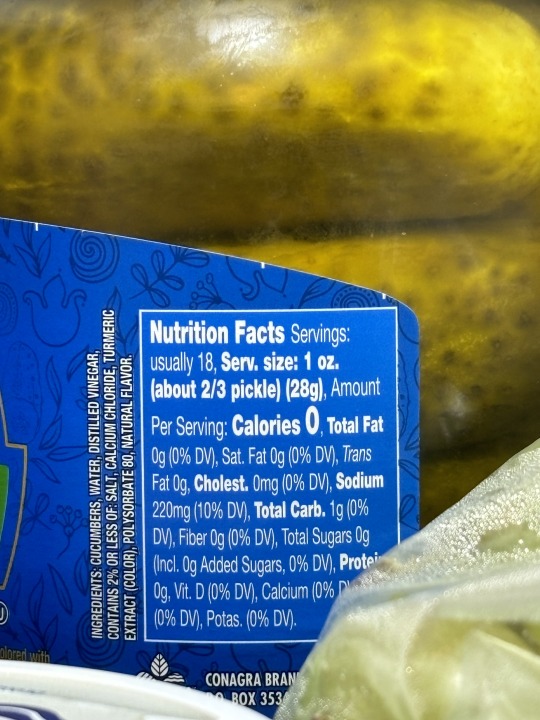 INGREDIENTS: CUCUMBERS, WATER, DISTILLED VINEGAR,
CONTAINS 2% OR LESS OF: SALT, CALCIUM CHLORIDE, TURMERIC
EXTRACT (COLOR), POLYSORBATE 80, NATURAL FLAVOR.
Nutrition Facts Servings:
usually 18, Serv. size: 1 oz.
(about 2/3 pickle) (28g), Amount
Per Serving: Calories 0, Total Fat
0g (0% DV), Sat. Fat 0g (0% DV), Trans
Fat 0g, Cholest. 0mg (0% DV), Sodium
220mg (10% DV), Total Carb. 1g (0%
DV), Fiber 0g (0% DV), Total Sugars 0g
(Incl. 0g Added Sugars, 0% DV), Protein
0g, Vit. D (0% DV), Calcium (0% D
(0% DV), Potas. (0% DV).
with
CONAGRA BRAN
BOX 353